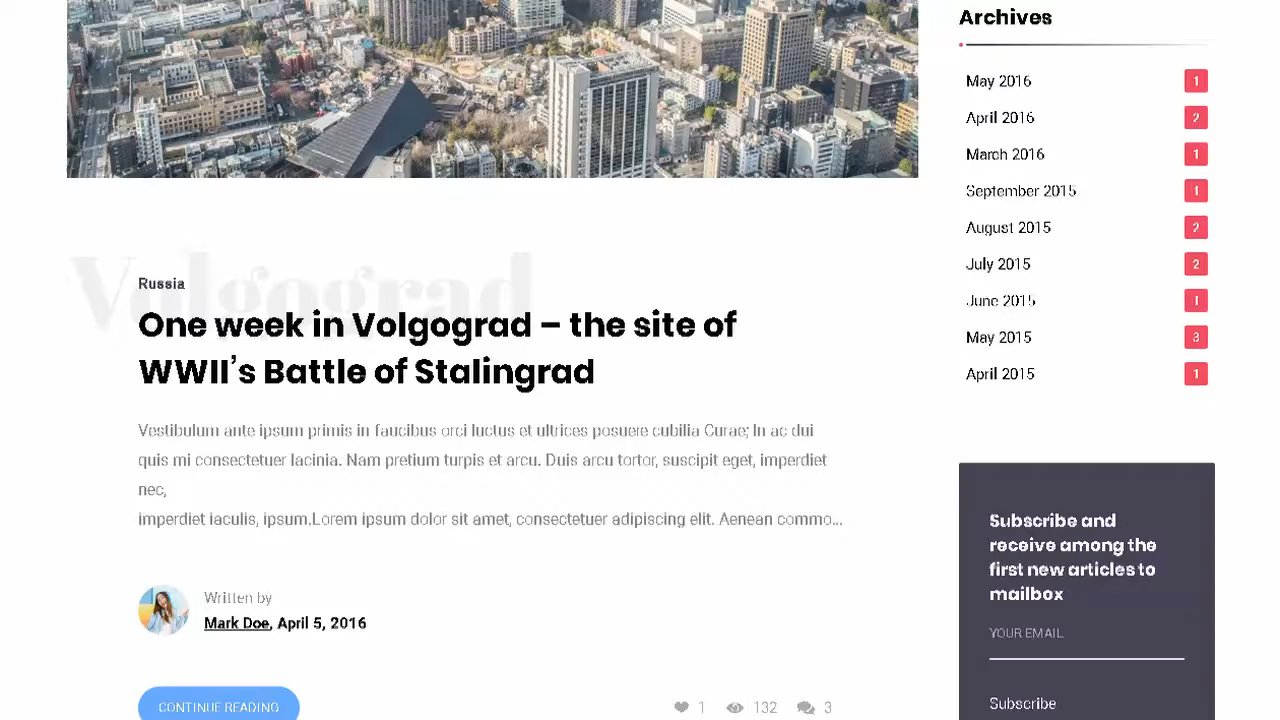 Archives
May 2016 1
April 2016 2
March 2016 1
September 2015 1
August 2015 2
July 2015 2
June 2015 1
May 2015 3
April 2015 1
Volgograd
Russia
One week in Volgograd – the site of
WWII's Battle of Stalingrad
Vestibulum ante ipsum primis in faucibus orci luctus et ultrices posuere cubilia Curae; In ac dui
quis mi consectetuer lacinia. Nam pretium turpis et arcu. Duis arcu tortor, suscipit eget, imperdiet
nec,
imperdiet iaculis, ipsum.Lorem ipsum dolor sit amet, consectetuer adipiscing elit. Aenean commo...
Written by
Mark Doe, April 5, 2016
CONTINUE READING
1 132 3
Subscribe and
receive among the
first new articles to
mailbox
YOUR EMAIL
Subscribe